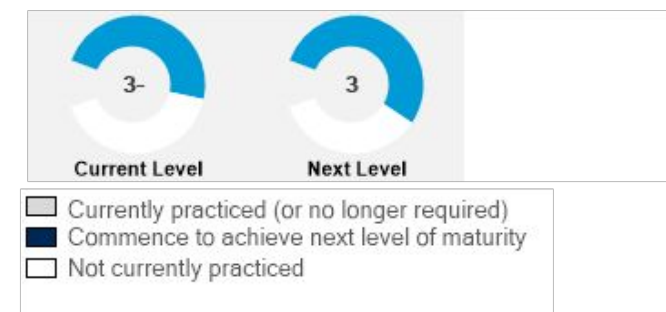 3-
3
Current Level
Next Level
Currently practiced (or no longer required)
Commence to achieve next level of maturity
Not currently practiced